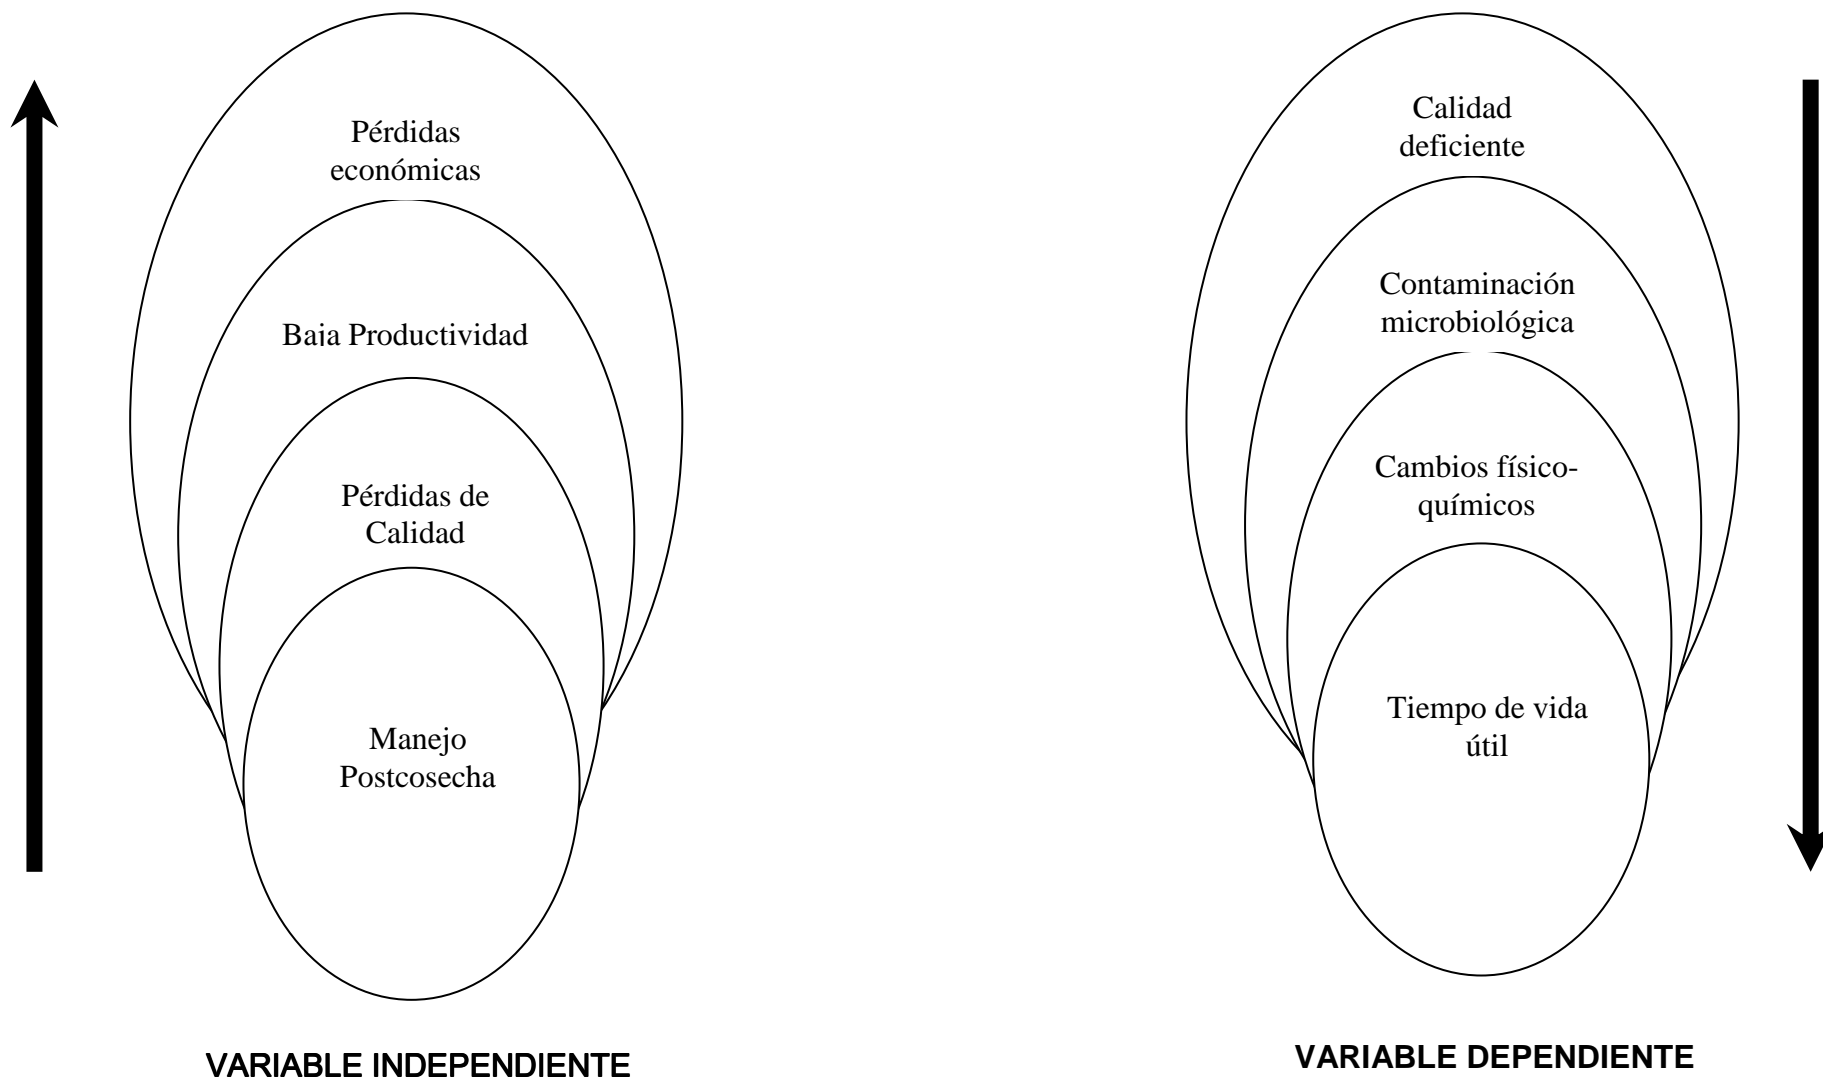 Pérdidas
económicas
Baja Productividad
Pérdidas de
Calidad
Manejo
Postcosecha
VARIABLE INDEPENDIENTE
Calidad
deficiente
Contaminación
microbiológica
Cambios físico-
químicos
Tiempo de vida
útil
VARIABLE DEPENDIENTE